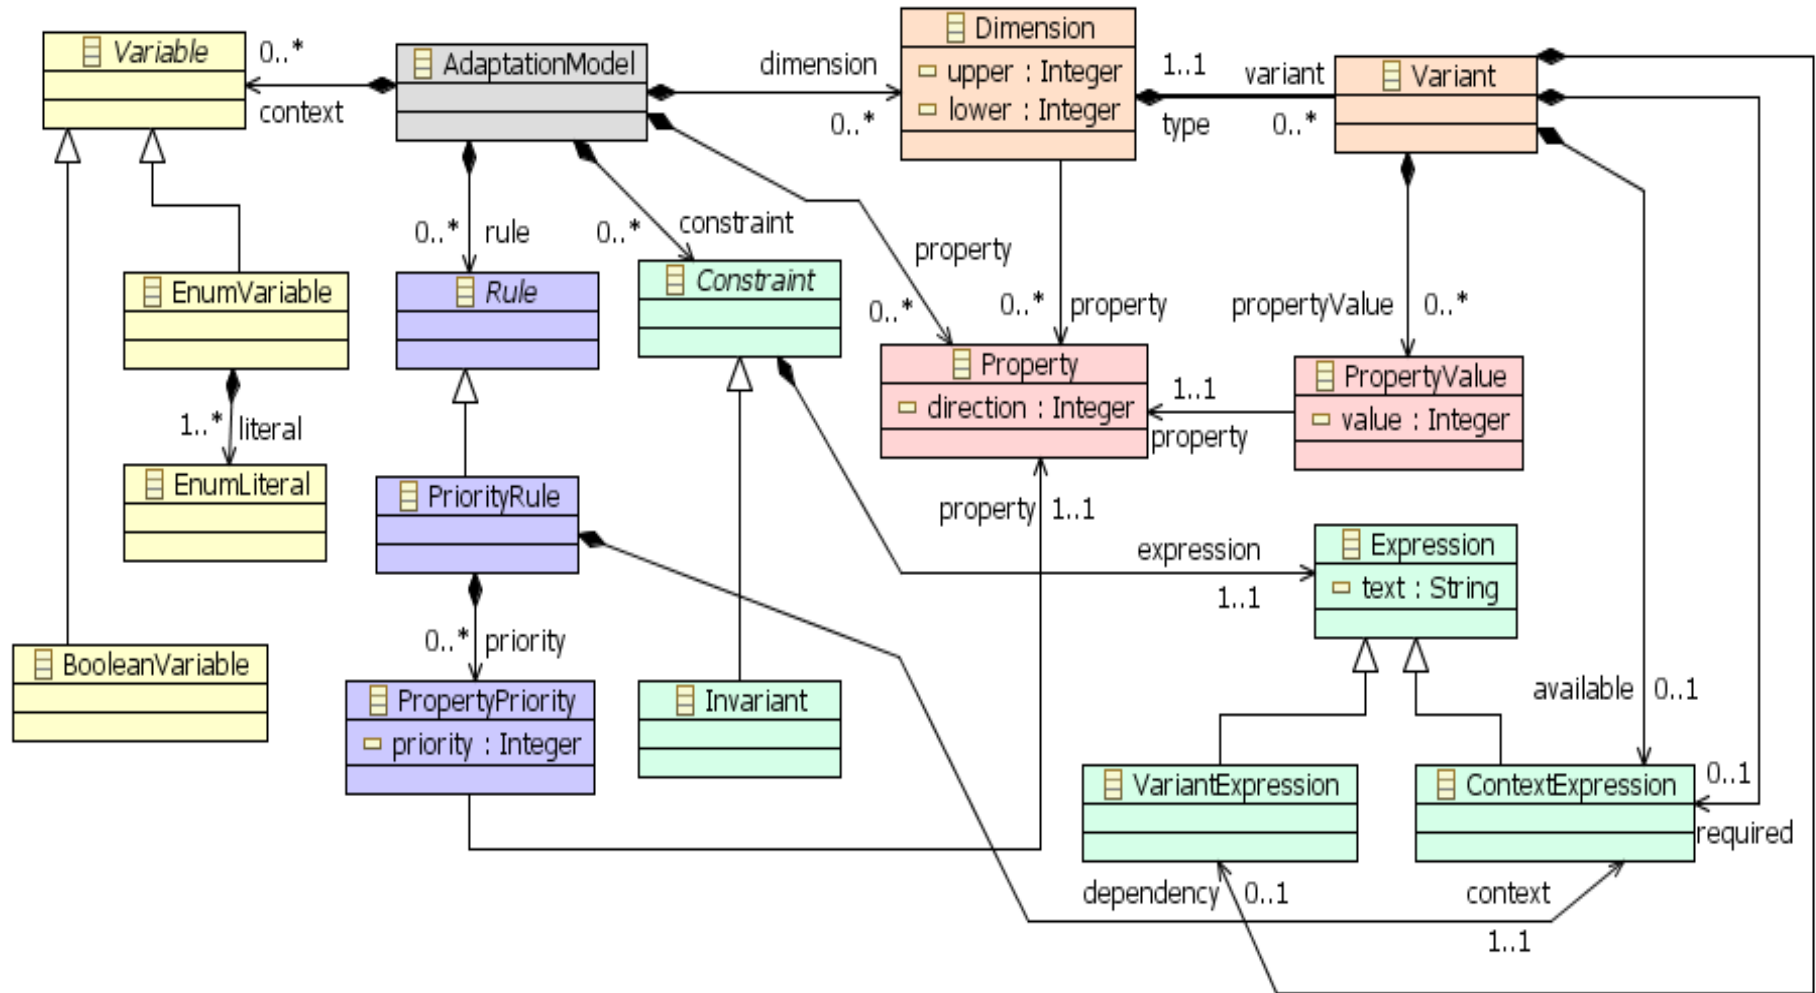 Variable
0..*
context
AdaptationModel
dimension
0..*
Dimension
upper : Integer
lower : Integer
1..1
type
variant
0..*
Variant
0..*
rule
0..*
constraint
property
0..*
0..*
property
propertyValue
0..*
EnumVariable
Rule
Constraint
Property
direction : Integer
1..1
property
PropertyValue
value : Integer
1..*
literal
EnumLiteral
PriorityRule
property
1..1
expression
1..1
Expression
text : String
0..*
priority
BooleanVariable
PropertyPriority
priority : Integer
Invariant
available
0..1
VariantExpression
ContextExpression
0..1
required
dependency
0..1
context
1..1